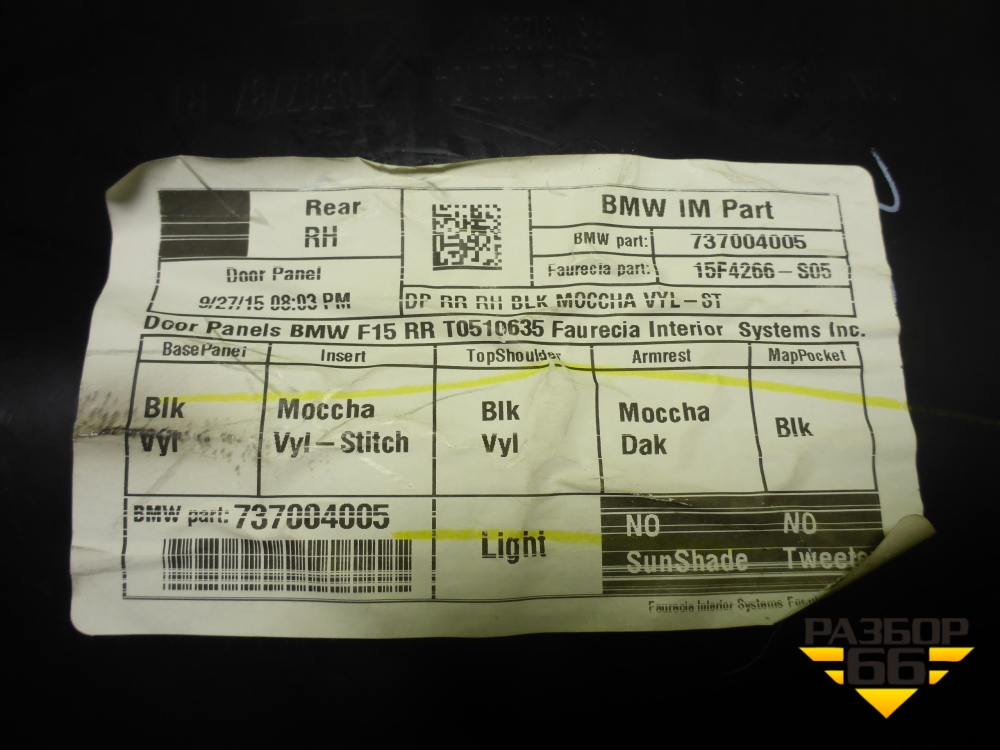 Rear
RH
BMW IM Part
BMW part: 737004005
Door Panel
Faurecia part: 15F4266-S05
9/27/15 08:03 PM
DP RR RH BLK MOCCHA VYL-ST
Door Panels BMW F15 RR T0510635 Faurecia Interior Systems Inc.
BasePanel Insert TopShoulder Armrest MapPocket
Blk Moccha Blk Moccha Blk
Vyl Vyl-Stitch Vyl Dak
BMW part: 737004005
Light
NO NO
SunShade
Faurecia Interior Systems
РАЗБОР
66